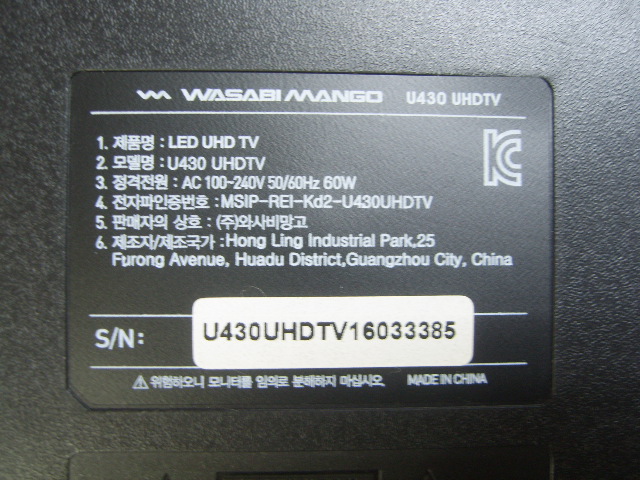 WASABI MANGO U430 UHDTV
1. 제품명 : LED UHD TV
2. 모델명 : U430 UHDTV
3. 정격전원 : AC 100~240V 50/60Hz 60W
4. 전자파인증번호 : MSIP-REI-Kd2-U430UHDTV
5. 판매자의 상호 : (주)와사비망고
6. 제조자/제조국가 : Hong Ling Industrial Park,25
Furong Avenue, Huadu District,Guangzhou City, China
S/N: U430UHDTV16033385
⚠ 위험하오니 모니터를 임의로 분해하지 마십시오. MADE IN CHINA